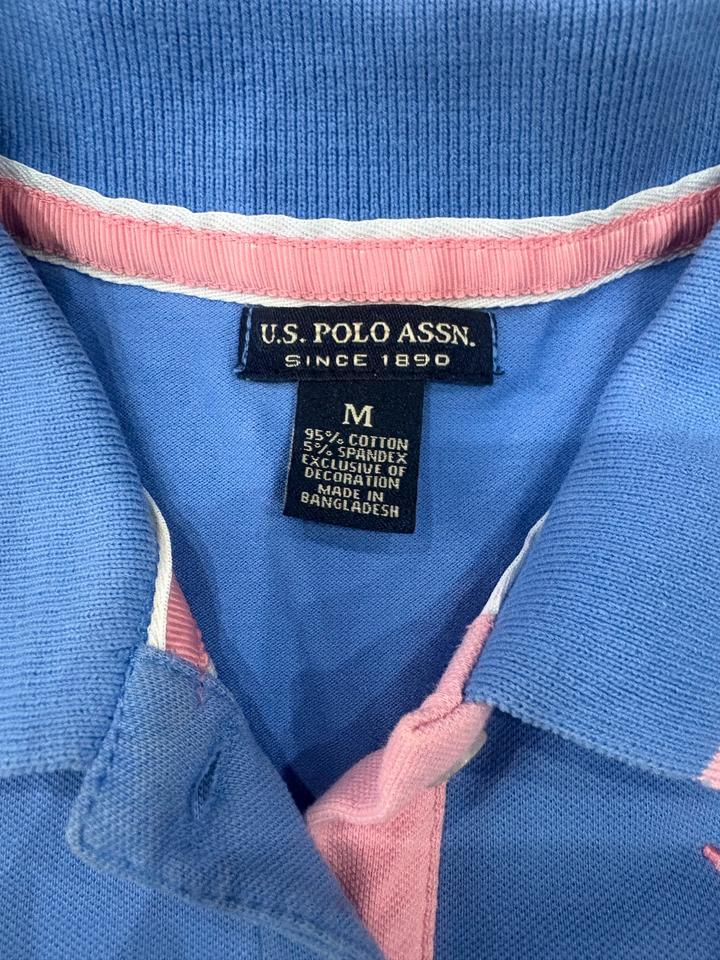 U.S. POLO ASSN.
SINCE 1890
M
95% COTTON
5% SPANDEX
EXCLUSIVE OF
DECORATION
MADE IN
BANGLADESH